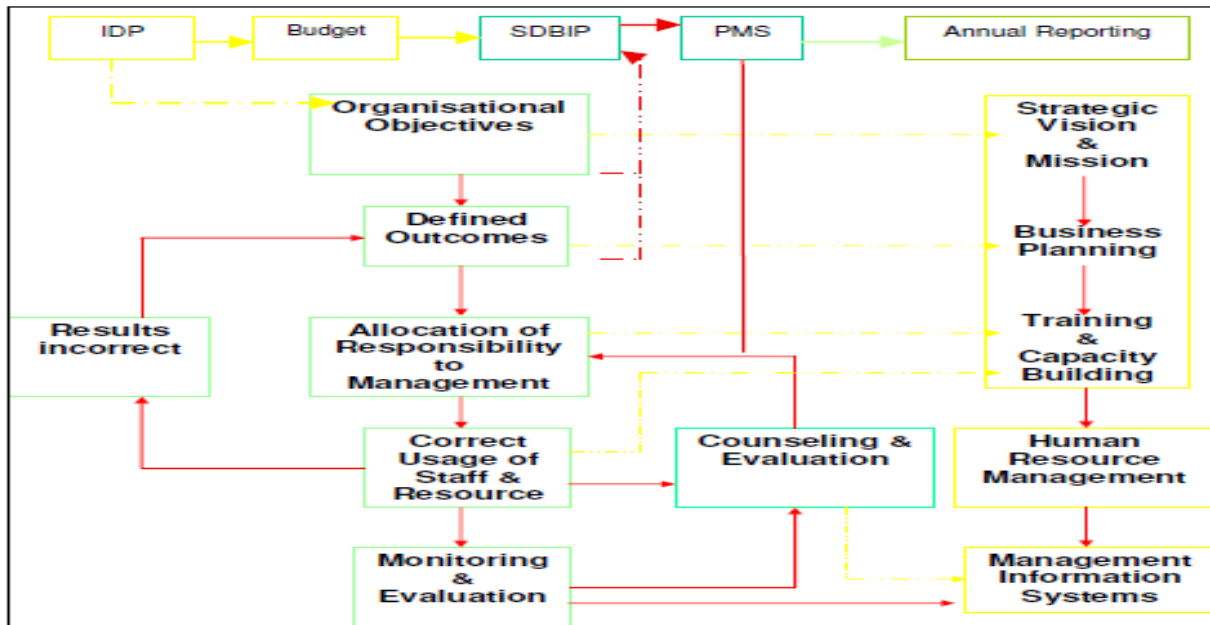 IDP
Budget
SDBIP
PMS
Annual Reporting
Organisational
Objectives
Strategic
Vision
&
Mission
Defined
Outcomes
Business
Planning
Results
incorrect
Allocation of
Responsibility
to
Management
Training
&
Capacity
Building
Correct
Usage of
Staff &
Resource
Counseling &
Evaluation
Human
Resource
Management
Monitoring
&
Evaluation
Management
Information
Systems